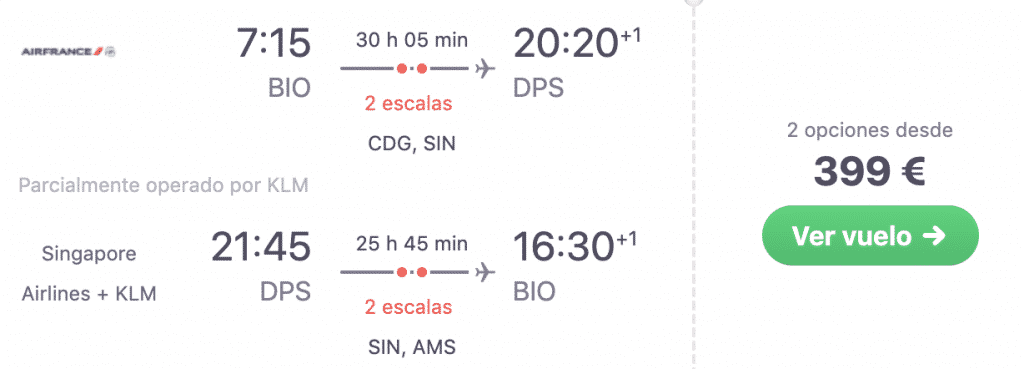 AIRFRANCE
7:15
30 h 05 min
20:20+1
BIO
DPS
2 escalas
CDG, SIN
Parcialmente operado por KLM
Singapore
Airlines + KLM
21:45
25 h 45 min
16:30+1
DPS
BIO
2 escalas
SIN, AMS
2 opciones desde
399 €
Ver vuelo →